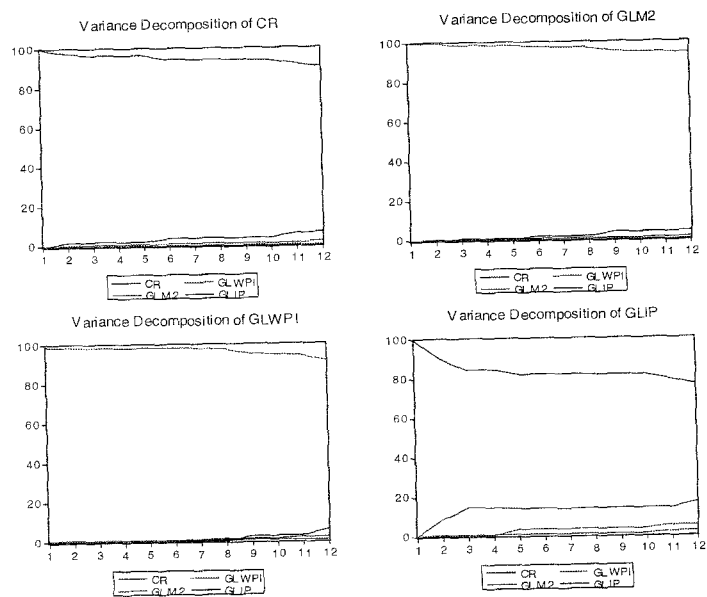 Variance Decomposition of CR
100
80
60
40
20
0
1 2 3 4 5 6 7 8 9 10 11 12
CR GLWPI
GLM2 GLIP
Variance Decomposition of GLM2
100
80
60
40
20
0
1 2 3 4 5 6 7 8 9 10 11 12
CR GLWPI
GLM2 GLIP
Variance Decomposition of GLWPI
100
80
60
40
20
0
1 2 3 4 5 6 7 8 9 10 11 12
CR GLWPI
GLM2 GLIP
Variance Decomposition of GLIP
100
80
60
40
20
0
1 2 3 4 5 6 7 8 9 10 11 12
CR GLWPI
GLM2 GLIP